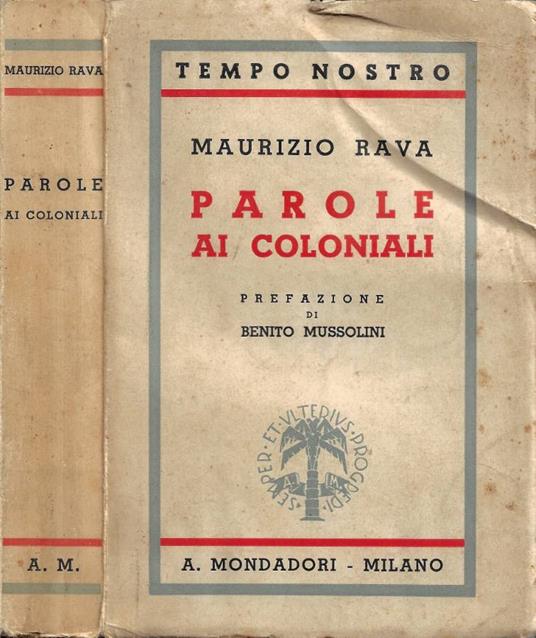 MAURIZIO RAVA
PAROLE
AI COLONIALI
A. M.
TEMPO NOSTRO
MAURIZIO RAVA
PAROLE
AI COLONIALI
PREFAZIONE
DI
BENITO MUSSOLINI
SEMPER·ET·VLTERIVS·PROGREDI·
A. M.
A. MONDADORI - MILANO